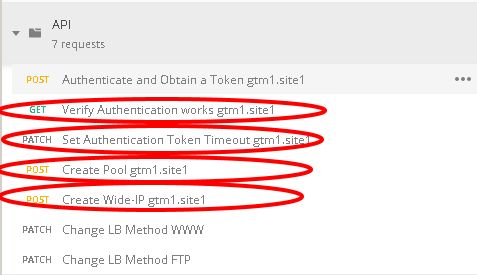 API
7 requests
POST Authenticate and Obtain a Token gtm1.site1
GET Verify Authentication works gtm1.site1
PATCH Set Authentication Token Timeout gtm1.site1
POST Create Pool gtm1.site1
POST Create Wide-IP gtm1.site1
PATCH Change LB Method WWW
PATCH Change LB Method FTP